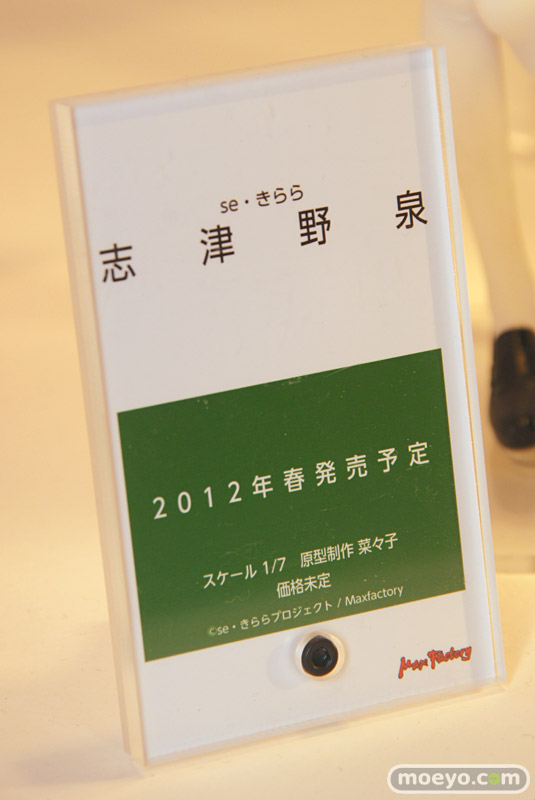 se・きらら
志津野泉
2012年春発売予定
スケール 1/7 原型制作 菜々子
価格未定
©se・きららプロジェクト / Maxfactory
Max Factory
moeyo.com